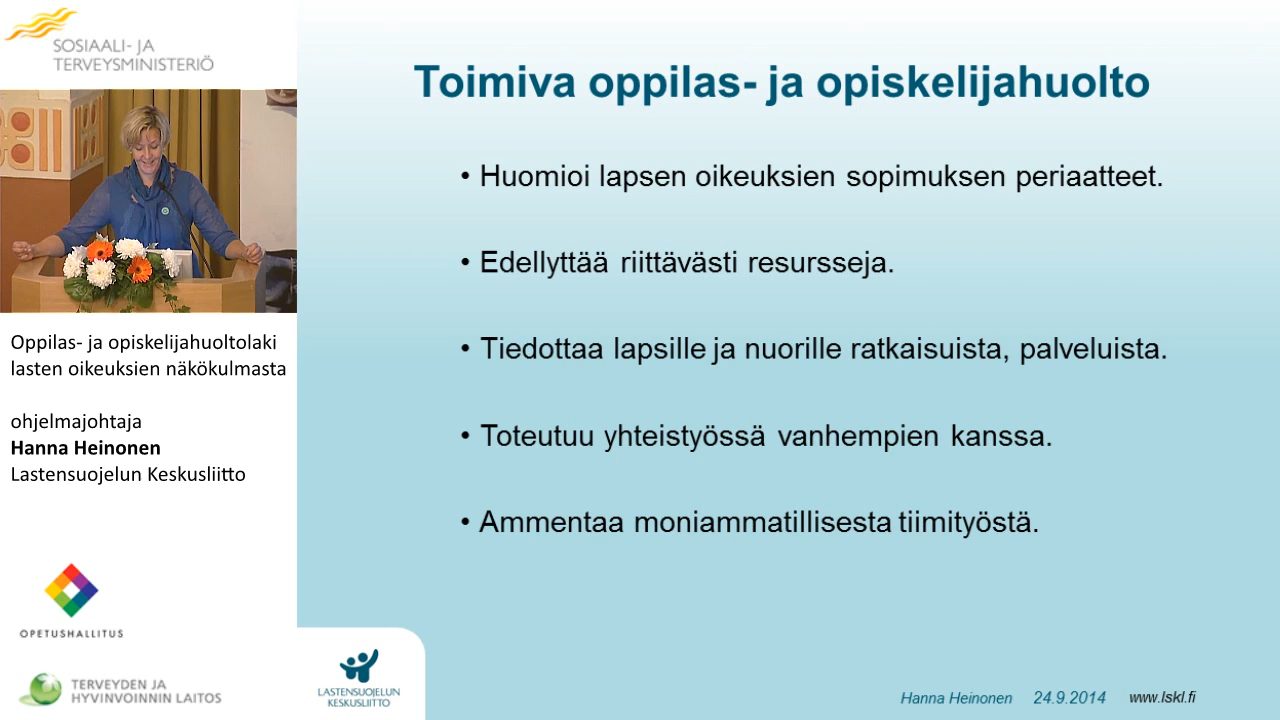 SOSIAALI- JA
TERVEYSMINISTERIÖ
Oppilas- ja opiskelijahuoltolaki
lasten oikeuksien näkökulmasta
ohjelmajohtaja
Hanna Heinonen
Lastensuojelun Keskusliitto
OPETUSHALLITUS
TERVEYDEN JA
HYVINVOINNIN LAITOS
Toimiva oppilas- ja opiskelijahuolto
• Huomioi lapsen oikeuksien sopimuksen periaatteet.
• Edellyttää riittävästi resursseja.
• Tiedottaa lapsille ja nuorille ratkaisuista, palveluista.
• Toteutuu yhteistyössä vanhempien kanssa.
• Ammentaa moniammatillisesta tiimityöstä.
LASTENSUOJELUN
KESKUSLIITTO
Hanna Heinonen 24.9.2014 www.lskl.fi